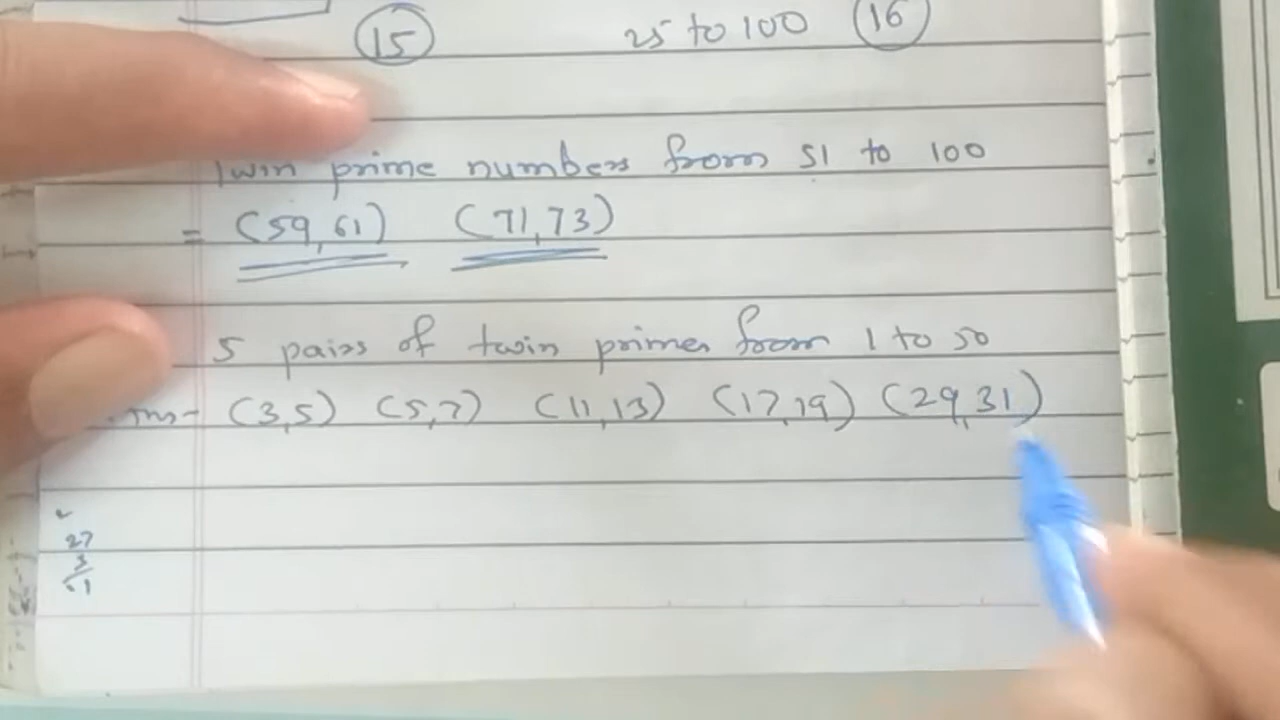 15 25 to 100 16
Twin prime numbers from 51 to 100
= (59,61) (71,73)
5 pairs of twin primes from 1 to 50
Ans- (3,5) (5,7) (11,13) (17,19) (29,31)
27
3